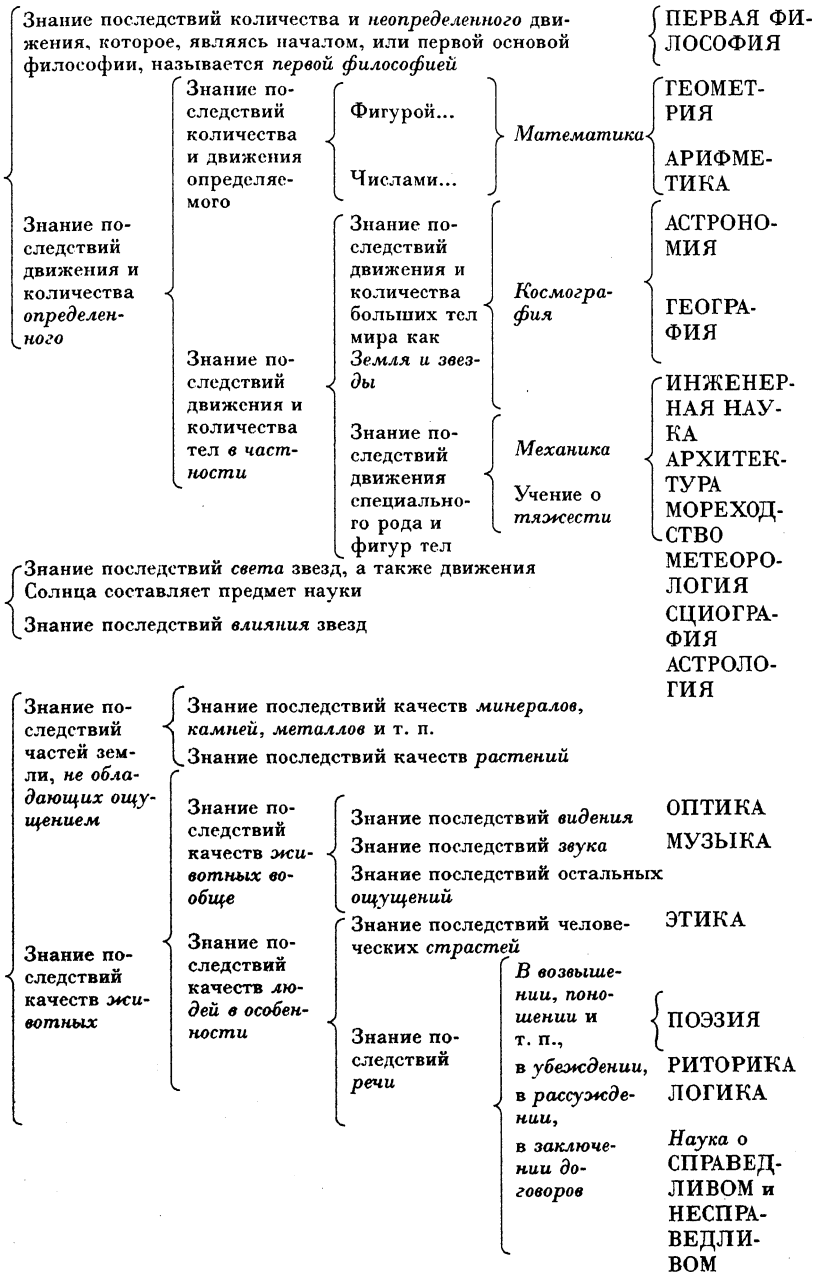 Знание последствий количества и неопределенного дви-
жения, которое, являясь началом, или первой основой
философии, называется первой философией
ПЕРВАЯ ФИ-
ЛОСОФИЯ
Знание по-
следствий
движения и
количества
определен-
ного
Знание по-
следствий
количества
и движения
определяе-
мого
Фигурой...
Числами...
Математика
ГЕОМЕТ-
РИЯ
АРИФМЕ-
ТИКА
Знание по-
следствий
движения и
количества
тел в част-
ности
Знание по-
следствий
движения и
количества
больших тел
мира как
Земля и звез-
ды
Космогра-
фия
АСТРОНО-
МИЯ
ГЕОГРА-
ФИЯ
Знание по-
следствий
движения
специально-
го рода и
фигур тел
Механика
Учение о
тяжести
ИНЖЕНЕР-
НАЯ НАУ-
КА
АРХИТЕК-
ТУРА
МОРЕХОД-
СТВО
Знание последствий света звезд, а также движения
Солнца составляет предмет науки
Знание последствий влияния звезд
МЕТЕОРО-
ЛОГИЯ
СЦИОГРА-
ФИЯ
АСТРОЛО-
ГИЯ
Знание по-
следствий
частей зем-
ли, не обла-
дающих ощу-
щением
Знание последствий качеств минералов,
камней, металлов и т. п.
Знание последствий качеств растений
Знание по-
следствий
качеств жи-
вотных
Знание по-
следствий
качеств жи-
вотных во-
обще
Знание последствий видения
Знание последствий звука
Знание последствий остальных
ощущений
ОПТИКА
МУЗЫКА
Знание по-
следствий
качеств лю-
дей в особен-
ности
Знание последствий челове-
ческих страстей
ЭТИКА
Знание по-
следствий
речи
В возвыше-
нии, поно-
шении и
т. п.,
ПОЭЗИЯ
в убеждении,
РИТОРИКА
в рассужде-
нии,
ЛОГИКА
в заключе-
нии до-
говоров
Наука о
СПРАВЕД-
ЛИВОМ и
НЕСПРА-
ВЕДЛИ-
ВОМ